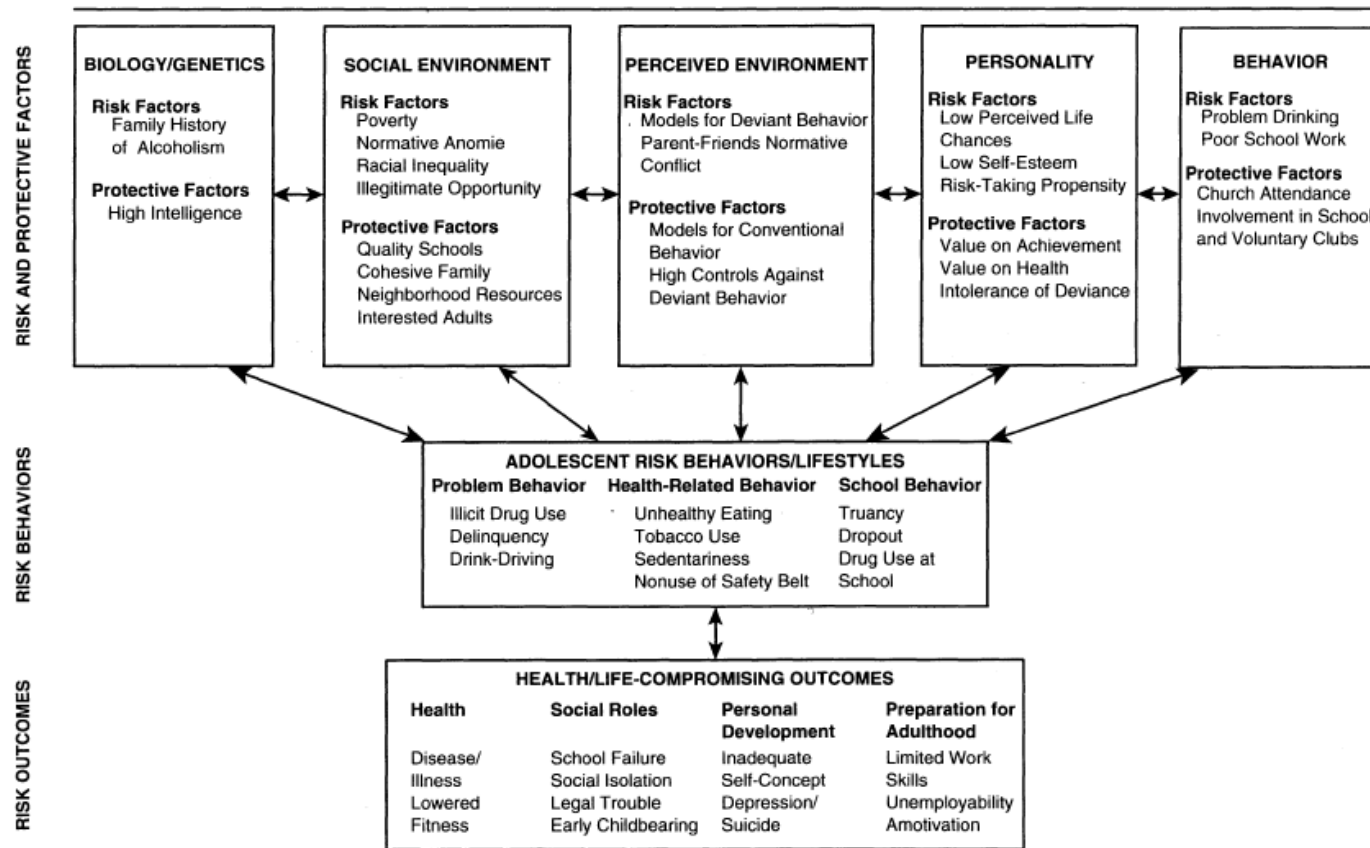 RISK AND PROTECTIVE FACTORS
BIOLOGY/GENETICS
Risk Factors
Family History
of Alcoholism
Protective Factors
High Intelligence
SOCIAL ENVIRONMENT
Risk Factors
Poverty
Normative Anomie
Racial Inequality
Illegitimate Opportunity
Protective Factors
Quality Schools
Cohesive Family
Neighborhood Resources
Interested Adults
PERCEIVED ENVIRONMENT
Risk Factors
Models for Deviant Behavior
Parent-Friends Normative
Conflict
Protective Factors
Models for Conventional
Behavior
High Controls Against
Deviant Behavior
PERSONALITY
Risk Factors
Low Perceived Life
Chances
Low Self-Esteem
Risk-Taking Propensity
Protective Factors
Value on Achievement
Value on Health
Intolerance of Deviance
BEHAVIOR
Risk Factors
Problem Drinking
Poor School Work
Protective Factors
Church Attendance
Involvement in School
and Voluntary Clubs
RISK BEHAVIORS
ADOLESCENT RISK BEHAVIORS/LIFESTYLES
Problem Behavior
Illicit Drug Use
Delinquency
Drink-Driving
Health-Related Behavior
Unhealthy Eating
Tobacco Use
Sedentariness
Nonuse of Safety Belt
School Behavior
Truancy
Dropout
Drug Use at
School
RISK OUTCOMES
HEALTH/LIFE-COMPROMISING OUTCOMES
Health
Disease/
Illness
Lowered
Fitness
Social Roles
School Failure
Social Isolation
Legal Trouble
Early Childbearing
Personal
Development
Inadequate
Self-Concept
Depression/
Suicide
Preparation for
Adulthood
Limited Work
Skills
Unemployability
Amotivation